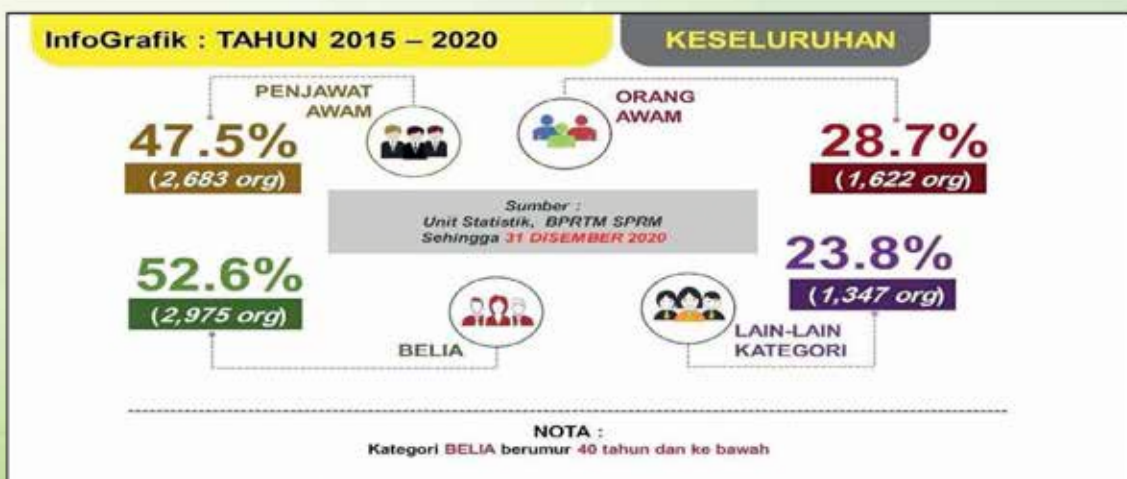 InfoGrafik : TAHUN 2015 – 2020
KESELURUHAN
PENJAWAT
AWAM
47.5%
(2,683 org)
ORANG
AWAM
28.7%
(1,622 org)
Sumber :
Unit Statistik, BPRTM SPRM
Sehingga 31 DISEMBER 2020
52.6%
(2,975 org)
BELIA
23.8%
(1,347 org)
LAIN-LAIN
KATEGORI
NOTA :
Kategori BELIA berumur 40 tahun dan ke bawah